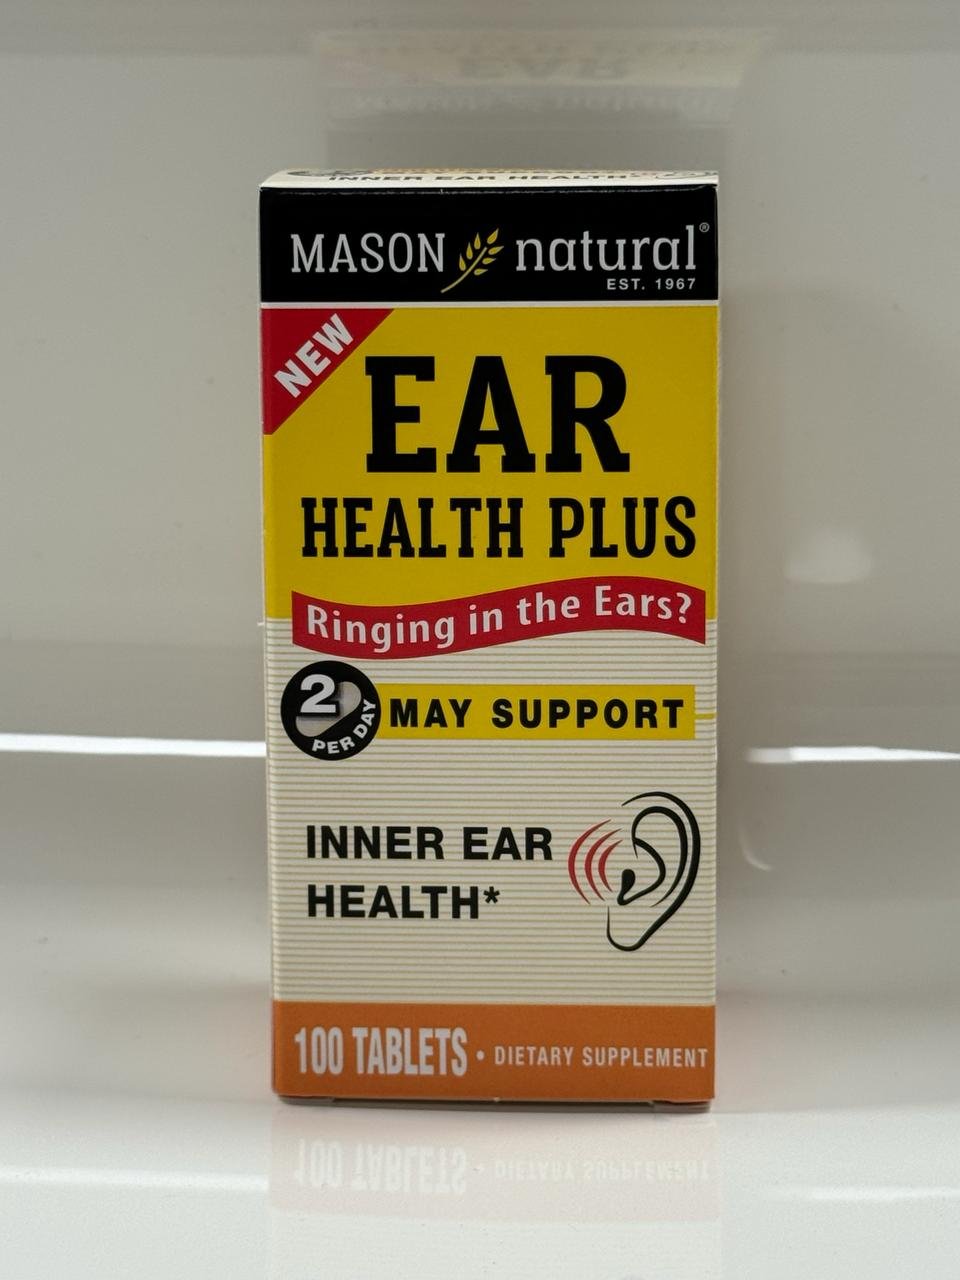 INNER EAR HEALTH*
MASON natural®
EST. 1967
NEW
EAR
HEALTH PLUS
Ringing in the Ears?
2 PER DAY
MAY SUPPORT
INNER EAR
HEALTH*
100 TABLETS • DIETARY SUPPLEMENT